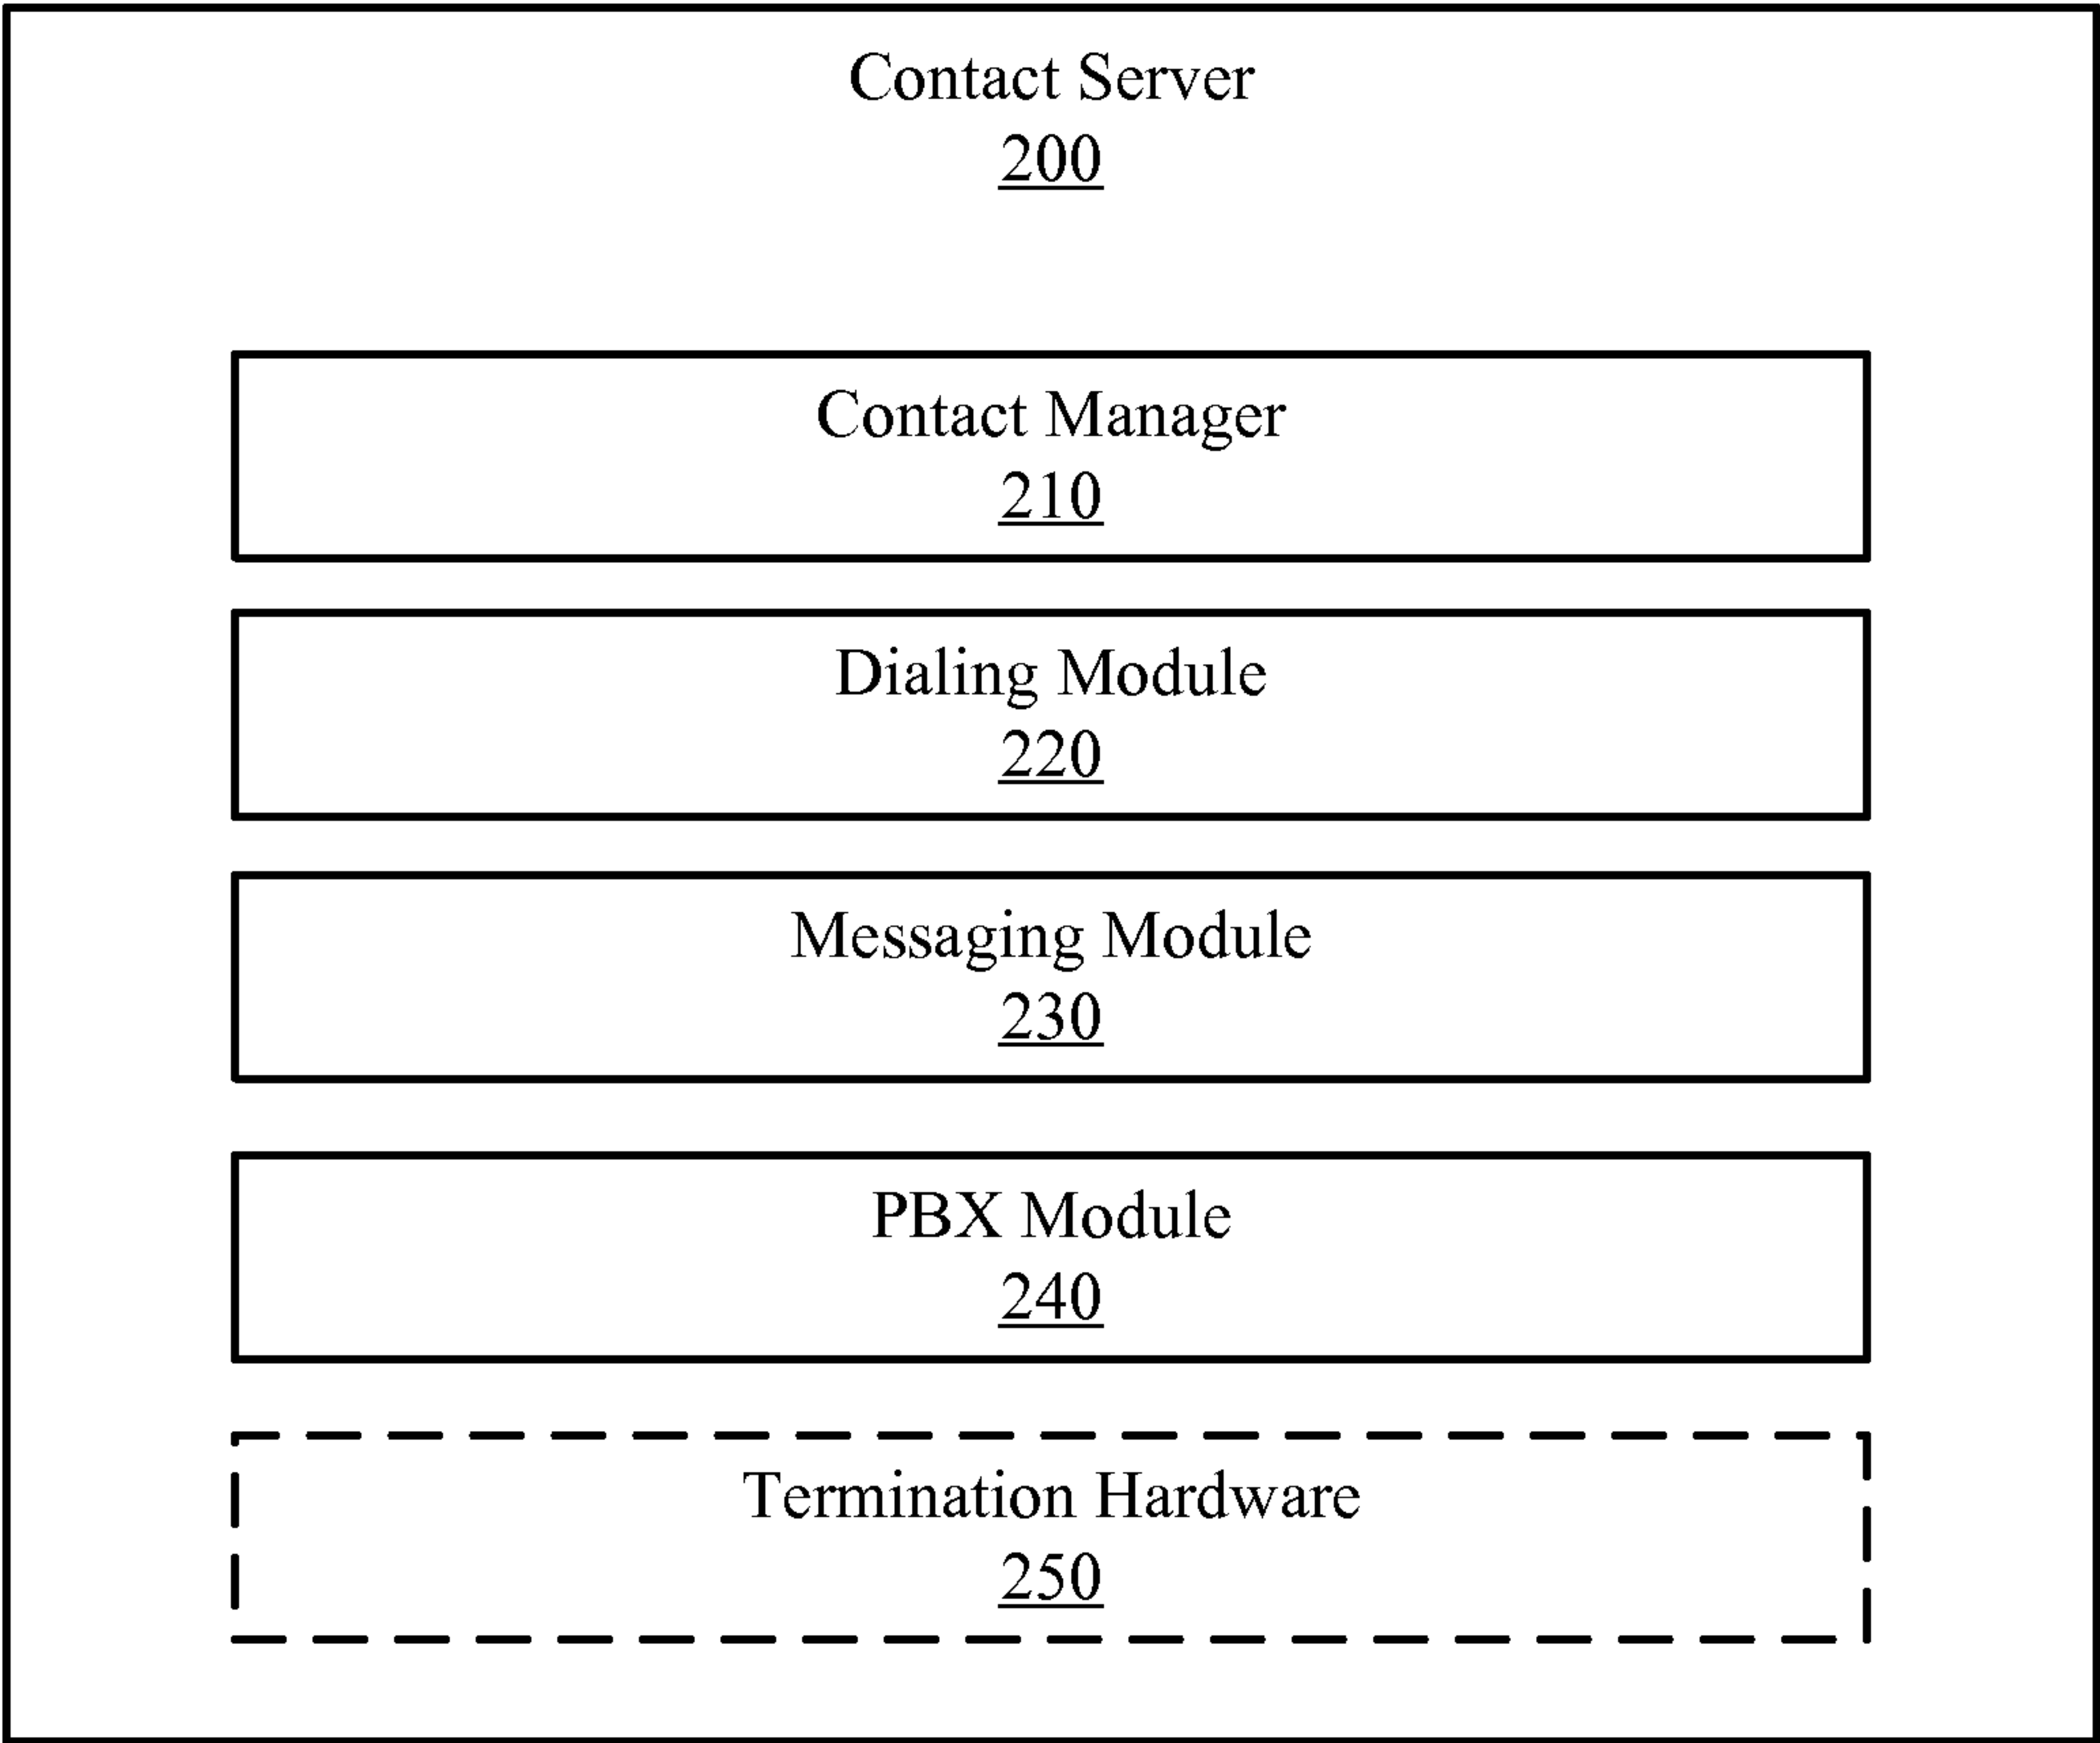 Contact Server
200
Contact Manager
210
Dialing Module
220
Messaging Module
230
PBX Module
240
Termination Hardware
250